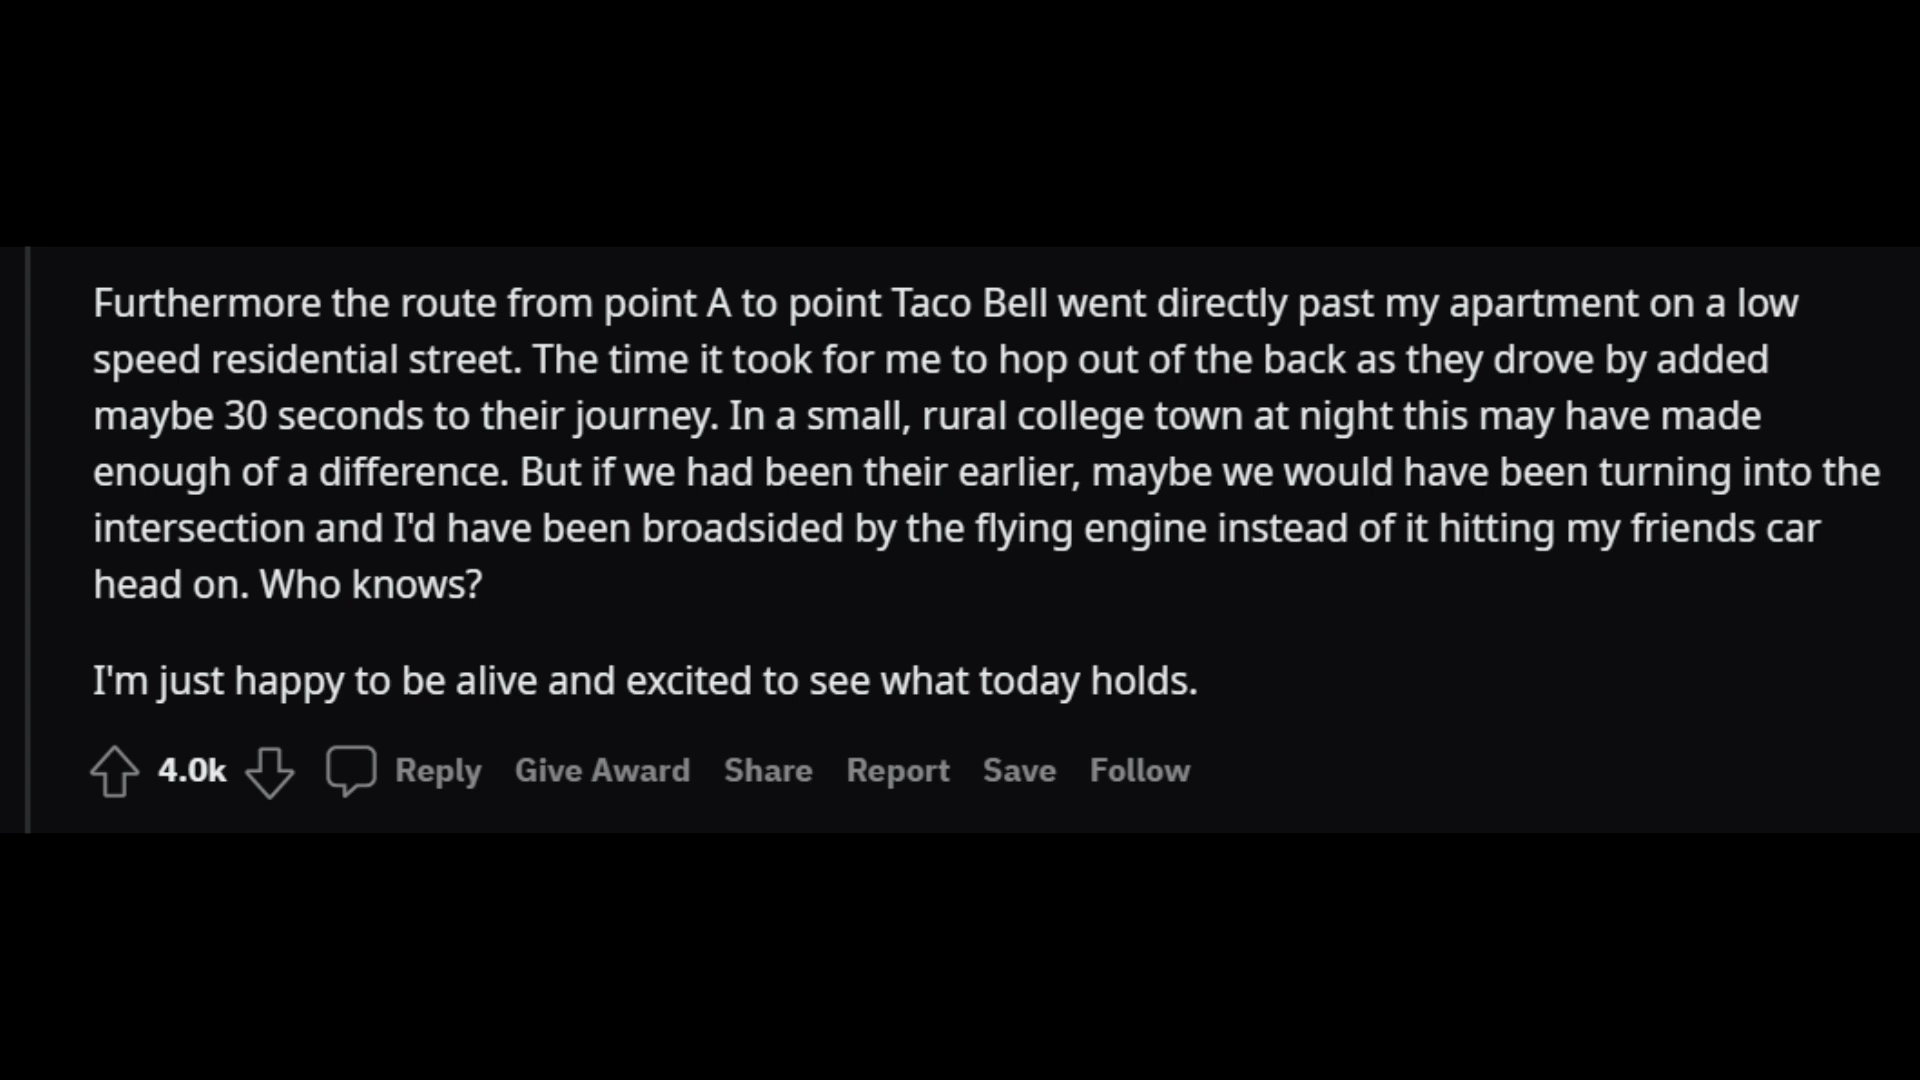 Furthermore the route from point A to point Taco Bell went directly past my apartment on a low
speed residential street. The time it took for me to hop out of the back as they drove by added
maybe 30 seconds to their journey. In a small, rural college town at night this may have made
enough of a difference. But if we had been their earlier, maybe we would have been turning into the
intersection and I'd have been broadsided by the flying engine instead of it hitting my friends car
head on. Who knows?
I'm just happy to be alive and excited to see what today holds.
4.0k Reply Give Award Share Report Save Follow